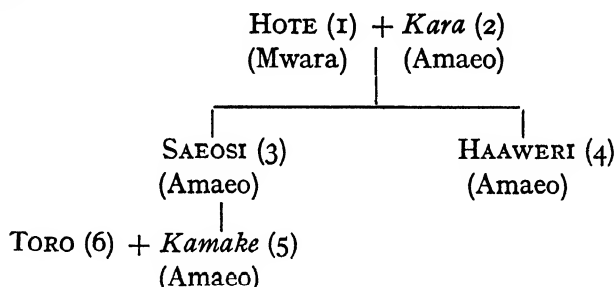 HOTE (1) + Kara (2)
(Mwara) (Amaeo)
SAEOSI (3) HAAWERI (4)
(Amaeo) (Amaeo)
TORO (6) + Kamake (5)
(Amaeo)